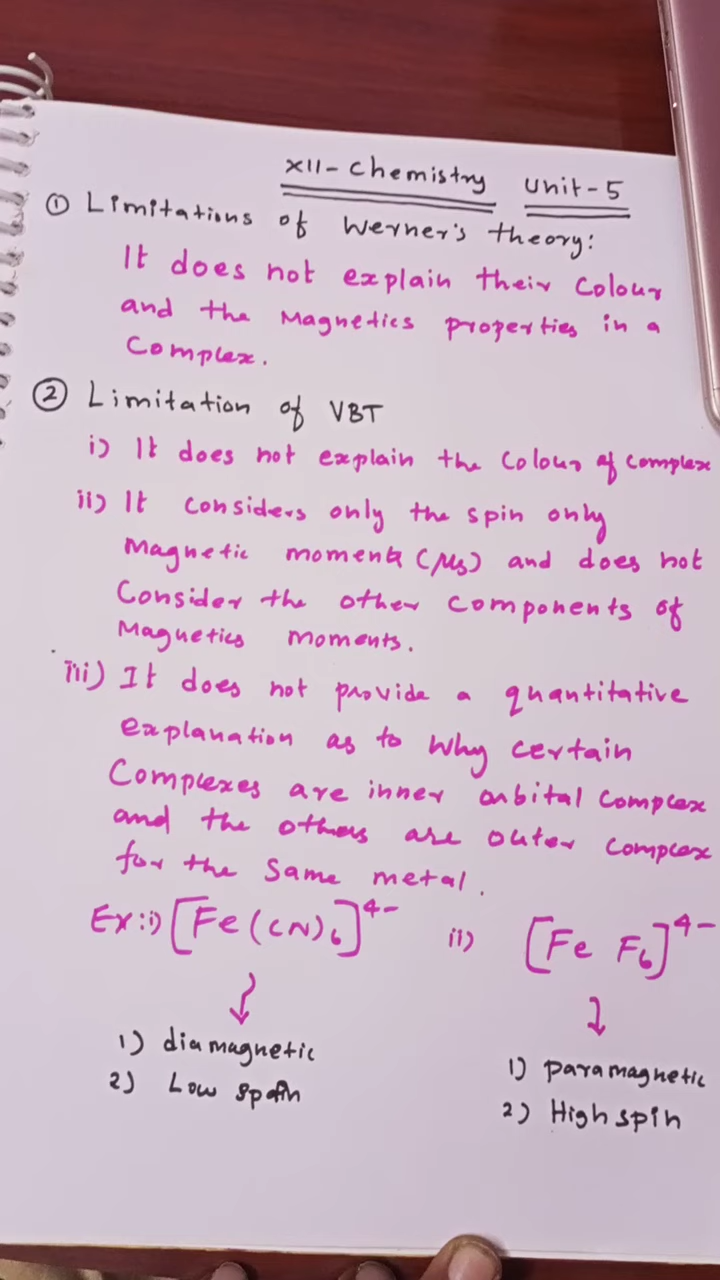 XII - Chemistry Unit - 5
① Limitations of Werner's theory:
It does not explain their colour
and the Magnetics properties in a
Complex.
② Limitation of VBT
i) It does not explain the colour of complex
ii) It considers only the spin only
Magnetic moments (μs) and does not
Consider the other components of
Magnetics moments.
iii) It does not provide a quantitative
explanation as to why certain
Complexes are inner orbital complex
and the others are outer complex
for the same metal.
Ex: i) [Fe(CN)₆]⁴⁻ ii) [Fe F₆]⁴⁻
1) diamagnetic 1) paramagnetic
2) Low spin 2) High spin